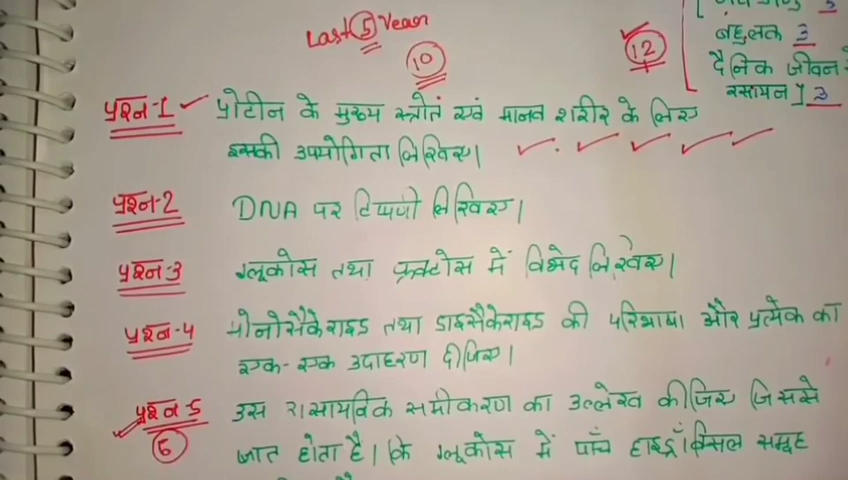 Last 5 Year
10
12
बहुलक 3
दैनिक जीवन
रसायन] 3
प्रश्न-1 प्रोटीन के मुख्य स्त्रोतं एवं मानव शरीर के लिए
इसकी उपयोगिता लिखिए।
प्रश्न-2 DNA पर टिप्पणी लिखिए।
प्रश्न-3 ग्लूकोस तथा फ्रक्टोस में विभेद लिखिए।
प्रश्न-4 मोनोसैकेराइड तथा डाइसैकेराइड की परिभाषा और प्रत्येक का
एक-एक उदाहरण दीजिए।
प्रश्न-5 उस रासायनिक समीकरण का उल्लेख कीजिए जिससे
6 ज्ञात होता है। कि ग्लूकोस में पाँच हाइड्रॉक्सिल समूह